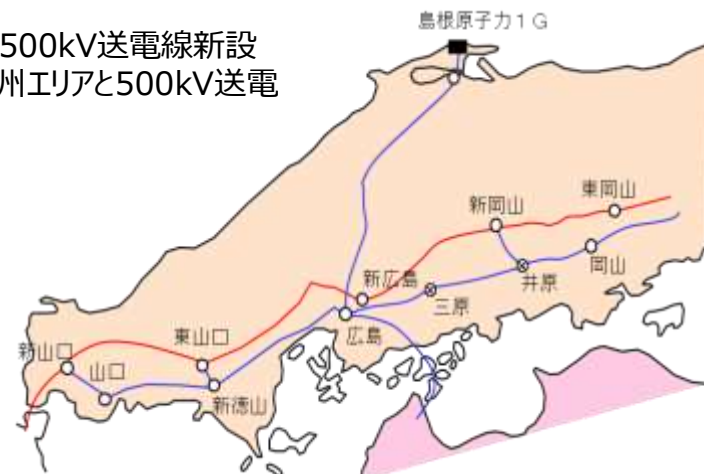 島根原子力1G
500kV送電線新設
州エリアと500kV送電
東岡山
新岡山
岡山
井原
新広島
三原
広島
東山口
新山口
山口
新徳山